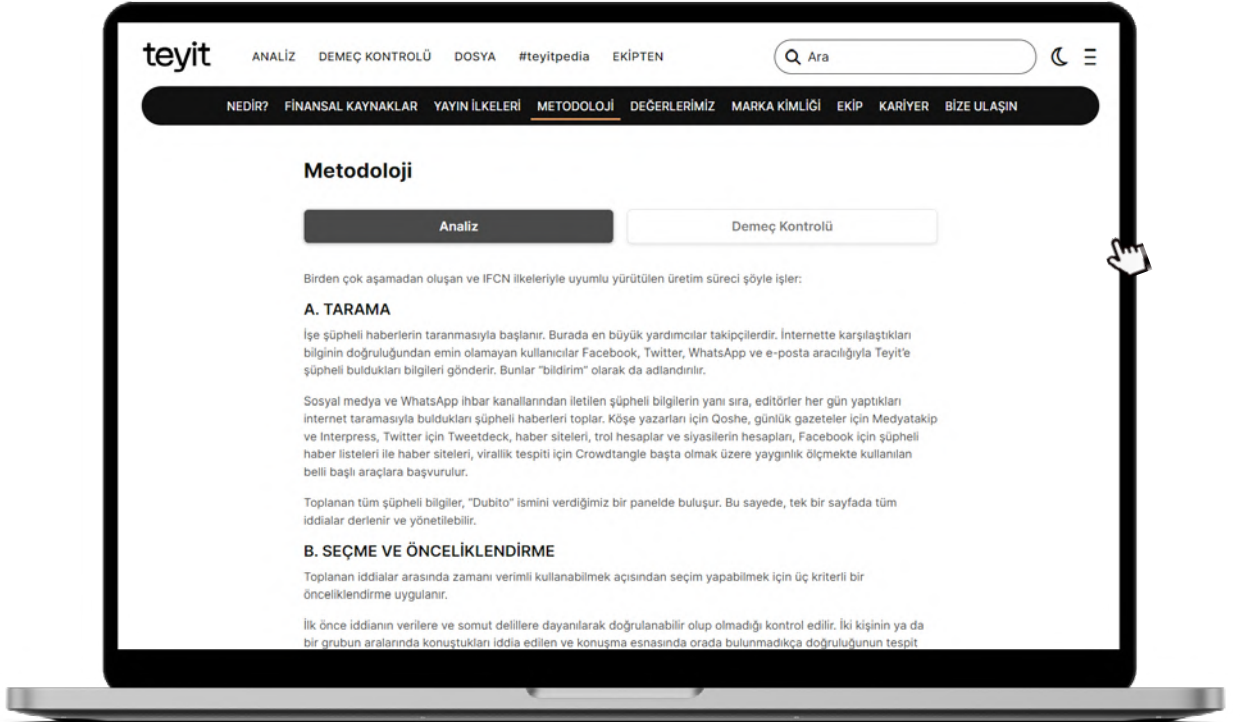 teyit
ANALİZ DEMEÇ KONTROLÜ DOSYA #teyitpedia EKİPTEN
Ara
NEDİR? FİNANSAL KAYNAKLAR YAYIN İLKELERİ METODOLOJİ DEĞERLERİMİZ MARKA KİMLİĞİ EKİP KARİYER BİZE ULAŞIN
Metodoloji
Analiz
Demeç Kontrolü
Birden çok aşamadan oluşan ve IFCN ilkeleriyle uyumlu yürütülen üretim süreci şöyle işler:
A. TARAMA
İşe şüpheli haberlerin taranmasıyla başlanır. Burada en büyük yardımcılar takipçilerdir. İnternette karşılaştıkları
bilginin doğruluğundan emin olamayan kullanıcılar Facebook, Twitter, WhatsApp ve e-posta aracılığıyla Teyit'e
şüpheli buldukları bilgileri gönderir. Bunlar "bildirim" olarak da adlandırılır.
Sosyal medya ve WhatsApp ihbar kanallarından iletilen şüpheli bilgilerin yanı sıra, editörler her gün yaptıkları
internet taramasıyla buldukları şüpheli haberleri toplar. Köşe yazarları için Qoshe, günlük gazeteler için Medyatakip
ve Interpress, Twitter için Tweetdeck, haber siteleri, trol hesaplar ve siyasilerin hesapları, Facebook için şüpheli
haber listeleri ile haber siteleri, virallik tespiti için Crowdtangle başta olmak üzere yaygınlık ölçmekte kullanılan
belli başlı araçlara başvurulur.
Toplanan tüm şüpheli bilgiler, "Dubito" ismini verdiğimiz bir panelde buluşur. Bu sayede, tek bir sayfada tüm
iddialar derlenir ve yönetilebilir.
B. SEÇME VE ÖNCELİKLENDİRME
Toplanan iddialar arasında zamanı verimli kullanabilmek açısından seçim yapabilmek için üç kriterli bir
önceliklendirme uygulanır.
İlk önce iddianın verilere ve somut delillere dayanılarak doğrulanabilir olup olmadığı kontrol edilir. İki kişinin ya da
bir grubun aralarında konuştukları iddia edilen ve konuşma esnasında orada bulunmadıkça doğruluğunun tespit